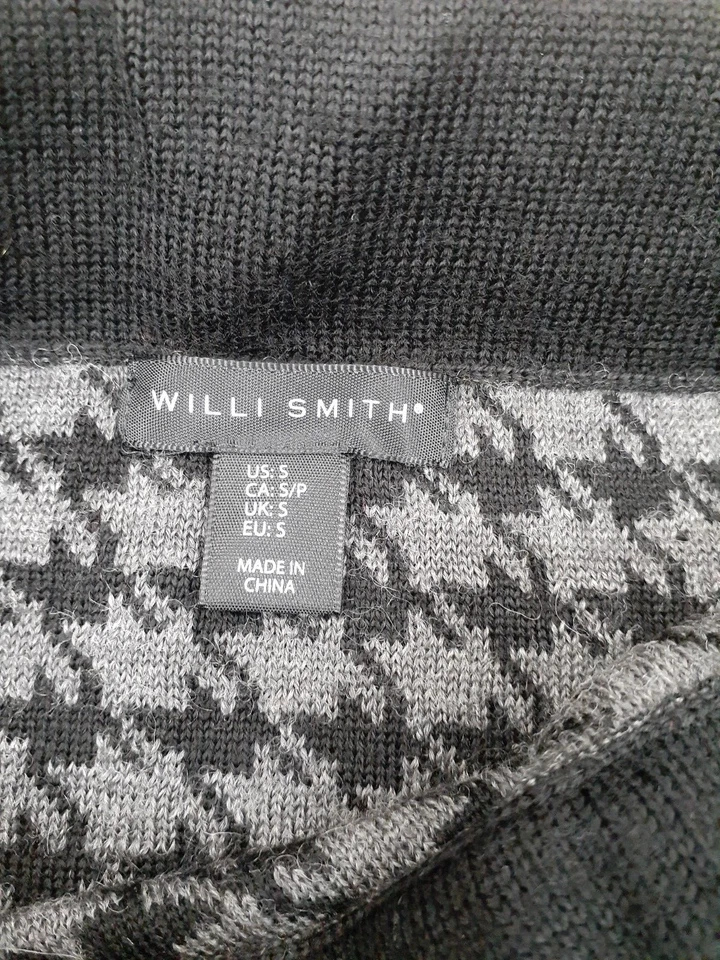 WILLI SMITH®
US: S
CA: S/P
UK: S
EU: S
MADE IN
CHINA